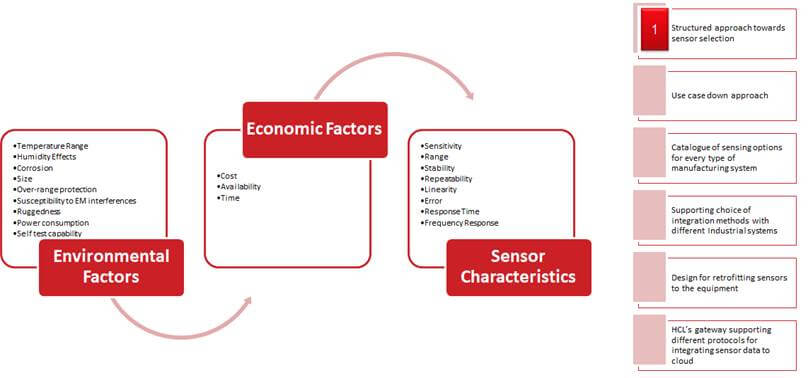 •Temperature Range
•Humidity Effects
•Corrosion
•Size
•Over-range protection
•Susceptibility to EM interferences
•Ruggedness
•Power consumption
•Self test capability
Environmental
Factors
Economic Factors
•Cost
•Availability
•Time
•Sensitivity
•Range
•Stability
•Repeatability
•Linearity
•Error
•Response Time
•Frequency Response
Sensor
Characteristics
1
Structured approach towards
sensor selection
Use case down approach
Catalogue of sensing options
for every type of
manufacturing system
Supporting choice of
integration methods with
different Industrial systems
Design for retrofitting sensors
to the equipment
HCL's gateway supporting
different protocols for
integrating sensor data to
cloud